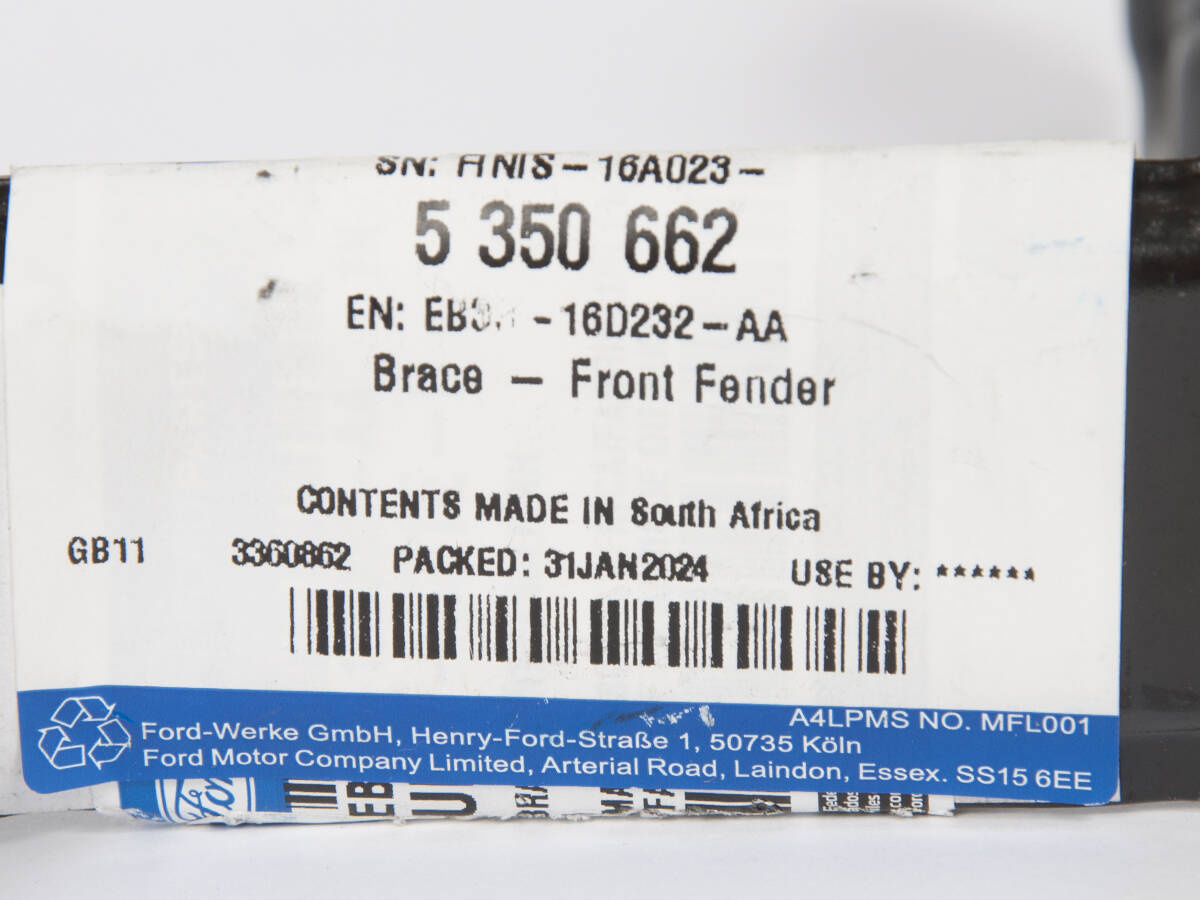 SN: FINIS-16A023-
5 350 662
EN: -16D232-AA
Brace - Front Fender
CONTENTS MADE IN South Africa
GB11 3360862 PACKED: 31JAN2024 USE BY: ******
A4LPMS NO. MFL001
Ford-Werke GmbH, Henry-Ford-Straße 1, 50735 Köln
Ford Motor Company Limited, Arterial Road, Laindon, Essex. SS15 6EE
Ford